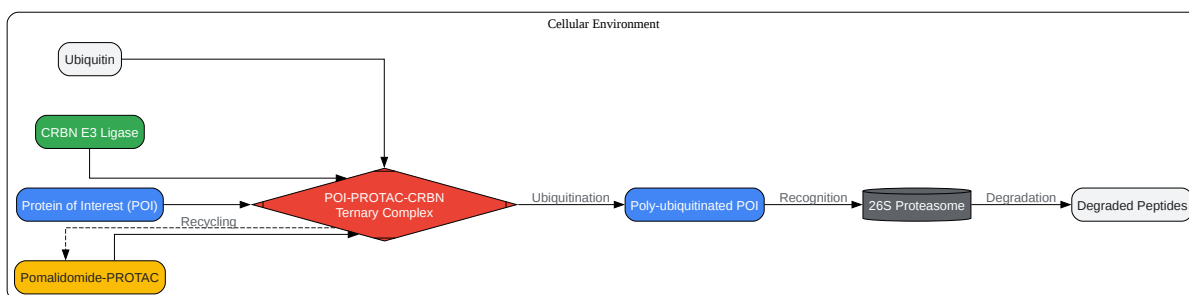 Cellular Environment
Ubiquitin
CRBN E3 Ligase
Protein of Interest (POI)
Recycling
Pomalidomide-PROTAC
POI-PROTAC-CRBN
Ternary Complex
Ubiquitination
Poly-ubiquitinated POI
Recognition
26S Proteasome
Degradation
Degraded Peptides